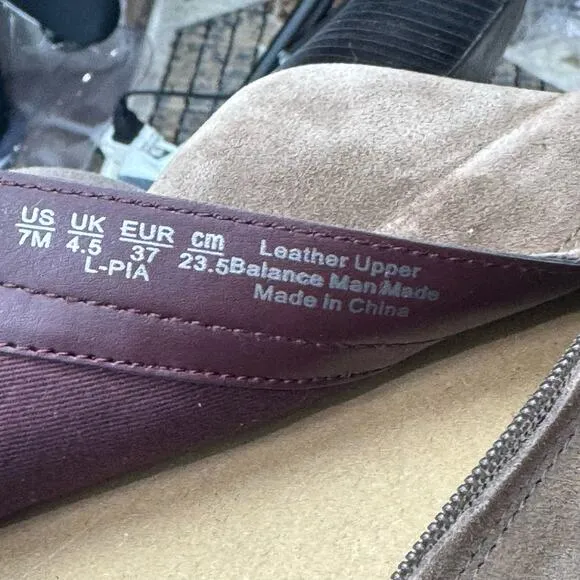 US UK EUR cm
7M 4.5 37 23.5
L-PIA
Leather Upper
Balance Man Made
Made in China